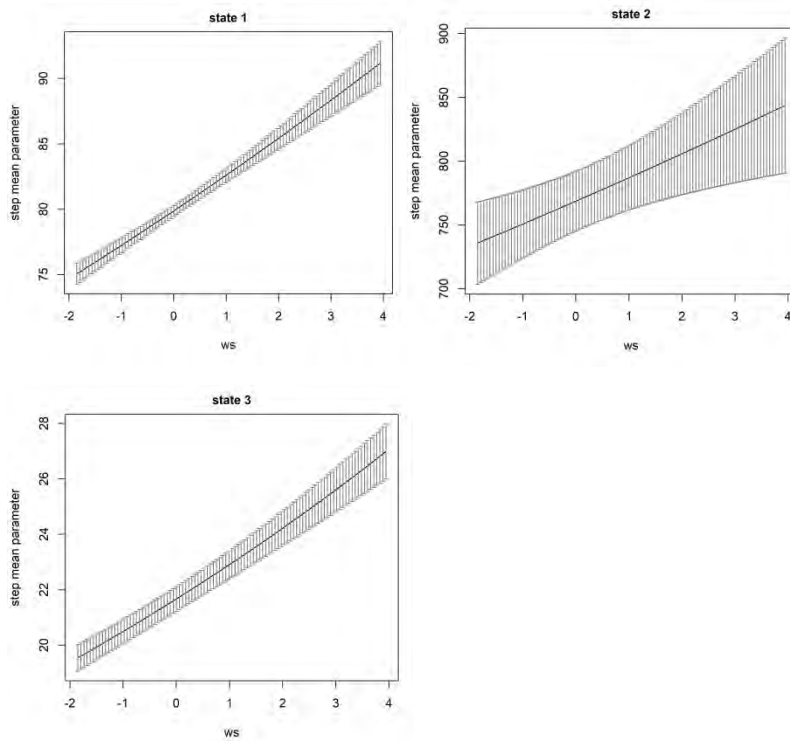 state 1
step mean parameter
90
85
80
75
-2 -1 0 1 2 3 4
ws
state 2
step mean parameter
900
850
800
750
700
-2 -1 0 1 2 3 4
ws
state 3
step mean parameter
28
26
24
22
20
-2 -1 0 1 2 3 4
ws